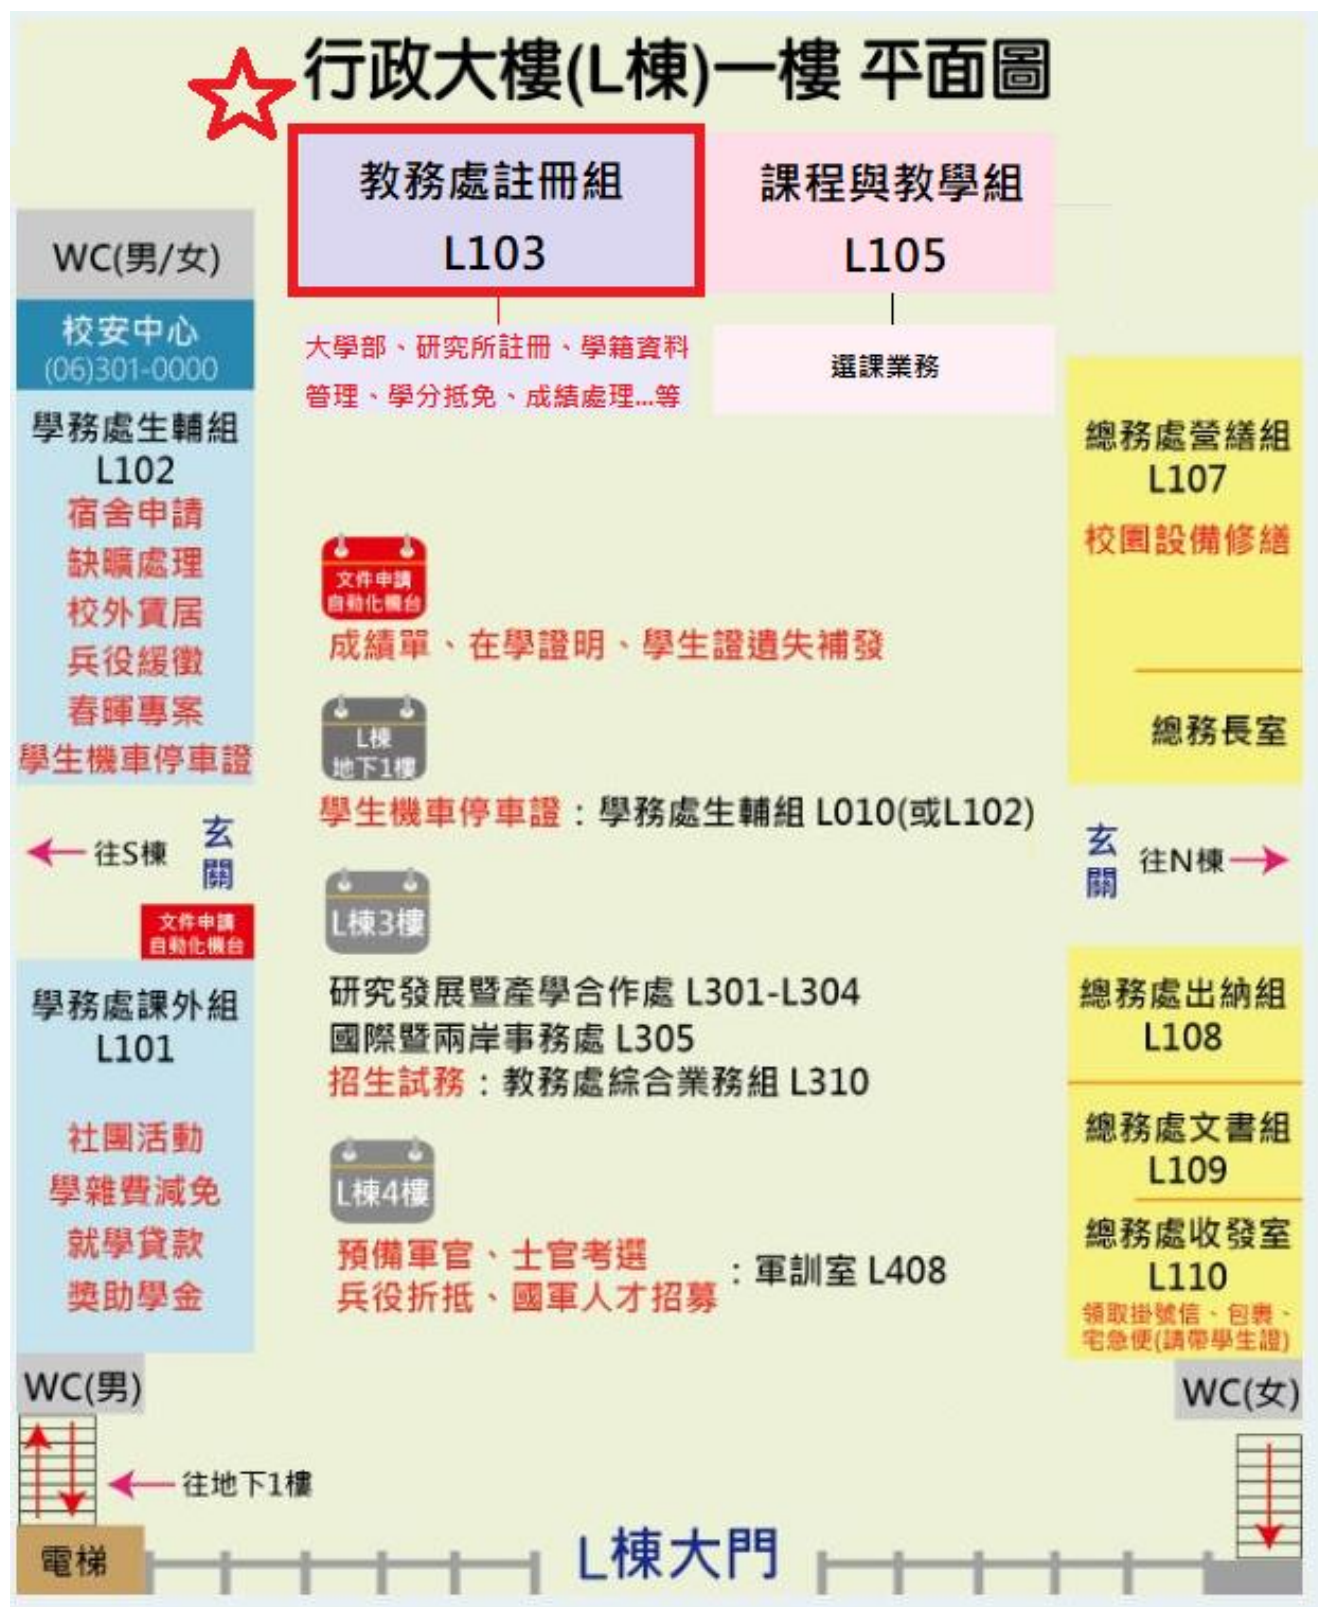 行政大樓(L棟)一樓 平面圖
教務處註冊組
L103
課程與教學組
L105
大學部、研究所註冊、學籍資料
管理、學分抵免、成績處理...等
選課業務
WC(男/女)
校安中心
(06)301-0000
學務處生輔組
L102
宿舍申請
缺曠處理
校外賃居
兵役緩徵
春暉專案
學生機車停車證
往S棟
玄關
文件申請
自動化機台
學務處課外組
L101
社團活動
學雜費減免
就學貸款
獎助學金
WC(男)
往地下1樓
電梯
文件申請
自動化機台
成績單、在學證明、學生證遺失補發
L棟
地下1樓
學生機車停車證：學務處生輔組 L010(或L102)
L棟3樓
研究發展暨產學合作處 L301-L304
國際暨兩岸事務處 L305
招生試務：教務處綜合業務組 L310
L棟4樓
預備軍官、士官考選
兵役折抵、國軍人才招募
：軍訓室 L408
總務處營繕組
L107
校園設備修繕
總務長室
玄關
往N棟
總務處出納組
L108
總務處文書組
L109
總務處收發室
L110
領取掛號信、包裹、
宅急便(請帶學生證)
WC(女)
L棟大門